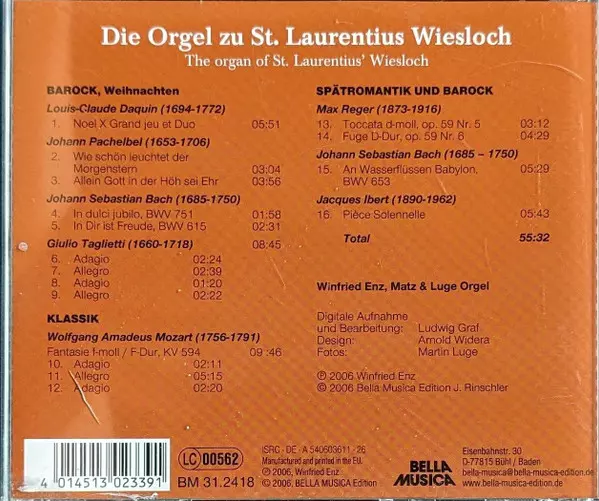 Die Orgel zu St. Laurentius Wiesloch
The organ of St. Laurentius' Wiesloch
BAROCK, Weihnachten
Louis-Claude Daquin (1694-1772)
1. Noel X Grand jeu et Duo 05:51
Johann Pachelbel (1653-1706)
2. Wie schön leuchtet der
Morgenstern 03:04
3. Allein Gott in der Höh sei Ehr 03:56
Johann Sebastian Bach (1685-1750)
4. In dulci jubilo, BWV 751 01:58
5. In Dir ist Freude, BWV 615 02:31
Giulio Taglietti (1660-1718) 08:45
6. Adagio 02:24
7. Allegro 02:39
8. Adagio 01:20
9. Allegro 02:22
KLASSIK
Wolfgang Amadeus Mozart (1756-1791)
Fantasie f-moll / F-Dur, KV 594 09:46
10. Adagio 02:11
11. Allegro 05:15
12. Adagio 02:20
SPÄTROMANTIK UND BAROCK
Max Reger (1873-1916)
13. Toccata d-moll, op. 59 Nr. 5 03:12
14. Fuge D-Dur, op. 59 Nr. 6 04:29
Johann Sebastian Bach (1685 – 1750)
15. An Wasserflüssen Babylon, 05:29
BWV 653
Jacques Ibert (1890-1962)
16. Pièce Solennelle 05:43
Total 55:32
Winfried Enz, Matz & Luge Orgel
Digitale Aufnahme
und Bearbeitung: Ludwig Graf
Design: Arnold Widera
Fotos: Martin Luge
℗ 2006 Winfried Enz
© 2006 Bella Musica Edition J. Rinschler
4 014513 023391
LC 00562
BM 31.2418
ISRC - DE - A 540603611 - 26
Manufactured and printed in the EU.
℗ 2006, Winfried Enz
© 2006, BELLA MUSICA EDITION
BELLA
MUSICA
Eisenbahnstr. 30
D-77815 Bühl / Baden
bella-musica@bella-musica-edition.de
www.bella-musica-edition.de